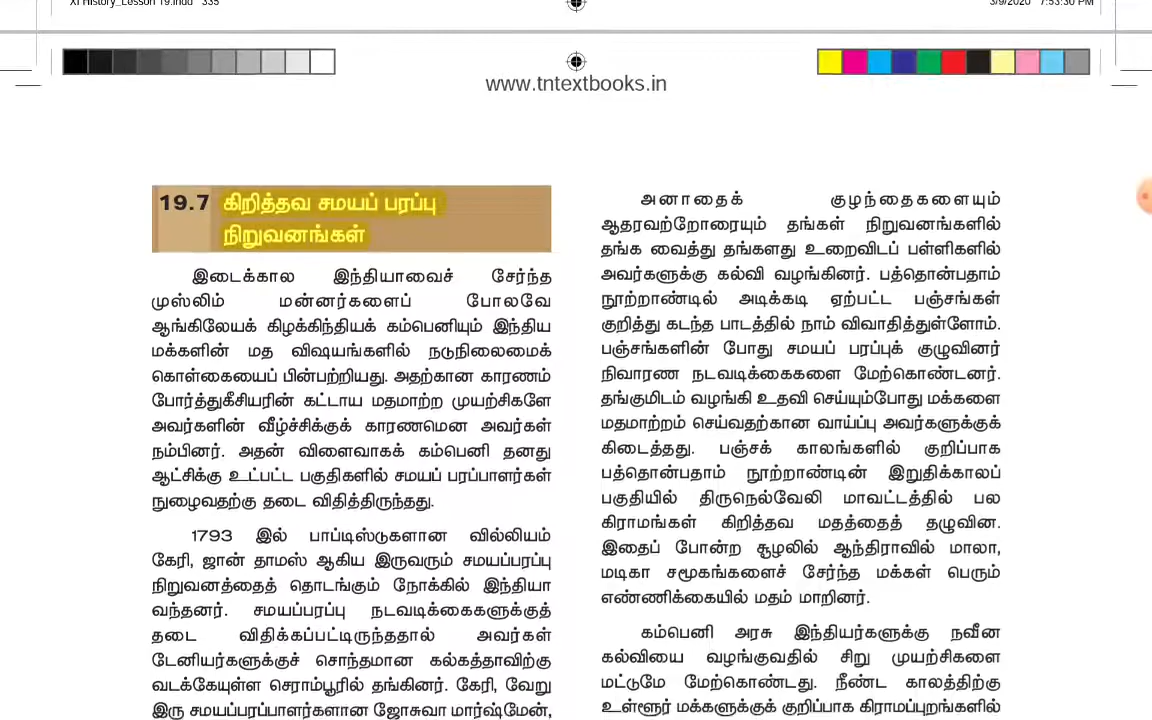 XI History_Lesson 19.indd 335
3/9/2020 7:53:30 PM
www.tntextbooks.in
19.7 கிறித்தவ சமயப் பரப்பு
நிறுவனங்கள்
இடைக்கால இந்தியாவைச் சேர்ந்த
முஸ்லிம் மன்னர்களைப் போலவே
ஆங்கிலேயக் கிழக்கிந்தியக் கம்பெனியும் இந்திய
மக்களின் மத விஷயங்களில் நடுநிலைமைக்
கொள்கையைப் பின்பற்றியது. அதற்கான காரணம்
போர்த்துகீசியரின் கட்டாய மதமாற்ற முயற்சிகளே
அவர்களின் வீழ்ச்சிக்குக் காரணமென அவர்கள்
நம்பினர். அதன் விளைவாகக் கம்பெனி தனது
ஆட்சிக்கு உட்பட்ட பகுதிகளில் சமயப் பரப்பாளர்கள்
நுழைவதற்கு தடை விதித்திருந்தது.
1793 இல் பாப்டிஸ்டுகளான வில்லியம்
கேரி, ஜான் தாமஸ் ஆகிய இருவரும் சமயப்பரப்பு
நிறுவனத்தைத் தொடங்கும் நோக்கில் இந்தியா
வந்தனர். சமயப்பரப்பு நடவடிக்கைகளுக்குத்
தடை விதிக்கப்பட்டிருந்ததால் அவர்கள்
டேனியர்களுக்குச் சொந்தமான கல்கத்தாவிற்கு
வடக்கேயுள்ள செராம்பூரில் தங்கினர். கேரி, வேறு
இரு சமயப்பரப்பாளர்களான ஜோசுவா மார்ஷ்மேன்,
அனாதைக் குழந்தைகளையும்
ஆதரவற்றோரையும் தங்கள் நிறுவனங்களில்
தங்க வைத்து தங்களது உறைவிடப் பள்ளிகளில்
அவர்களுக்கு கல்வி வழங்கினர். பத்தொன்பதாம்
நூற்றாண்டில் அடிக்கடி ஏற்பட்ட பஞ்சங்கள்
குறித்து கடந்த பாடத்தில் நாம் விவாதித்துள்ளோம்.
பஞ்சங்களின் போது சமயப் பரப்புக் குழுவினர்
நிவாரண நடவடிக்கைகளை மேற்கொண்டனர்.
தங்குமிடம் வழங்கி உதவி செய்யும்போது மக்களை
மதமாற்றம் செய்வதற்கான வாய்ப்பு அவர்களுக்குக்
கிடைத்தது. பஞ்சக் காலங்களில் குறிப்பாக
பத்தொன்பதாம் நூற்றாண்டின் இறுதிக்காலப்
பகுதியில் திருநெல்வேலி மாவட்டத்தில் பல
கிராமங்கள் கிறித்தவ மதத்தைத் தழுவின.
இதைப் போன்ற சூழலில் ஆந்திராவில் மாலா,
மடிகா சமூகங்களைச் சேர்ந்த மக்கள் பெரும்
எண்ணிக்கையில் மதம் மாறினர்.
கம்பெனி அரசு இந்தியர்களுக்கு நவீன
கல்வியை வழங்குவதில் சிறு முயற்சிகளை
மட்டுமே மேற்கொண்டது. நீண்ட காலத்திற்கு
உள்ளூர் மக்களுக்குக் குறிப்பாக கிராமப்புறங்களில்